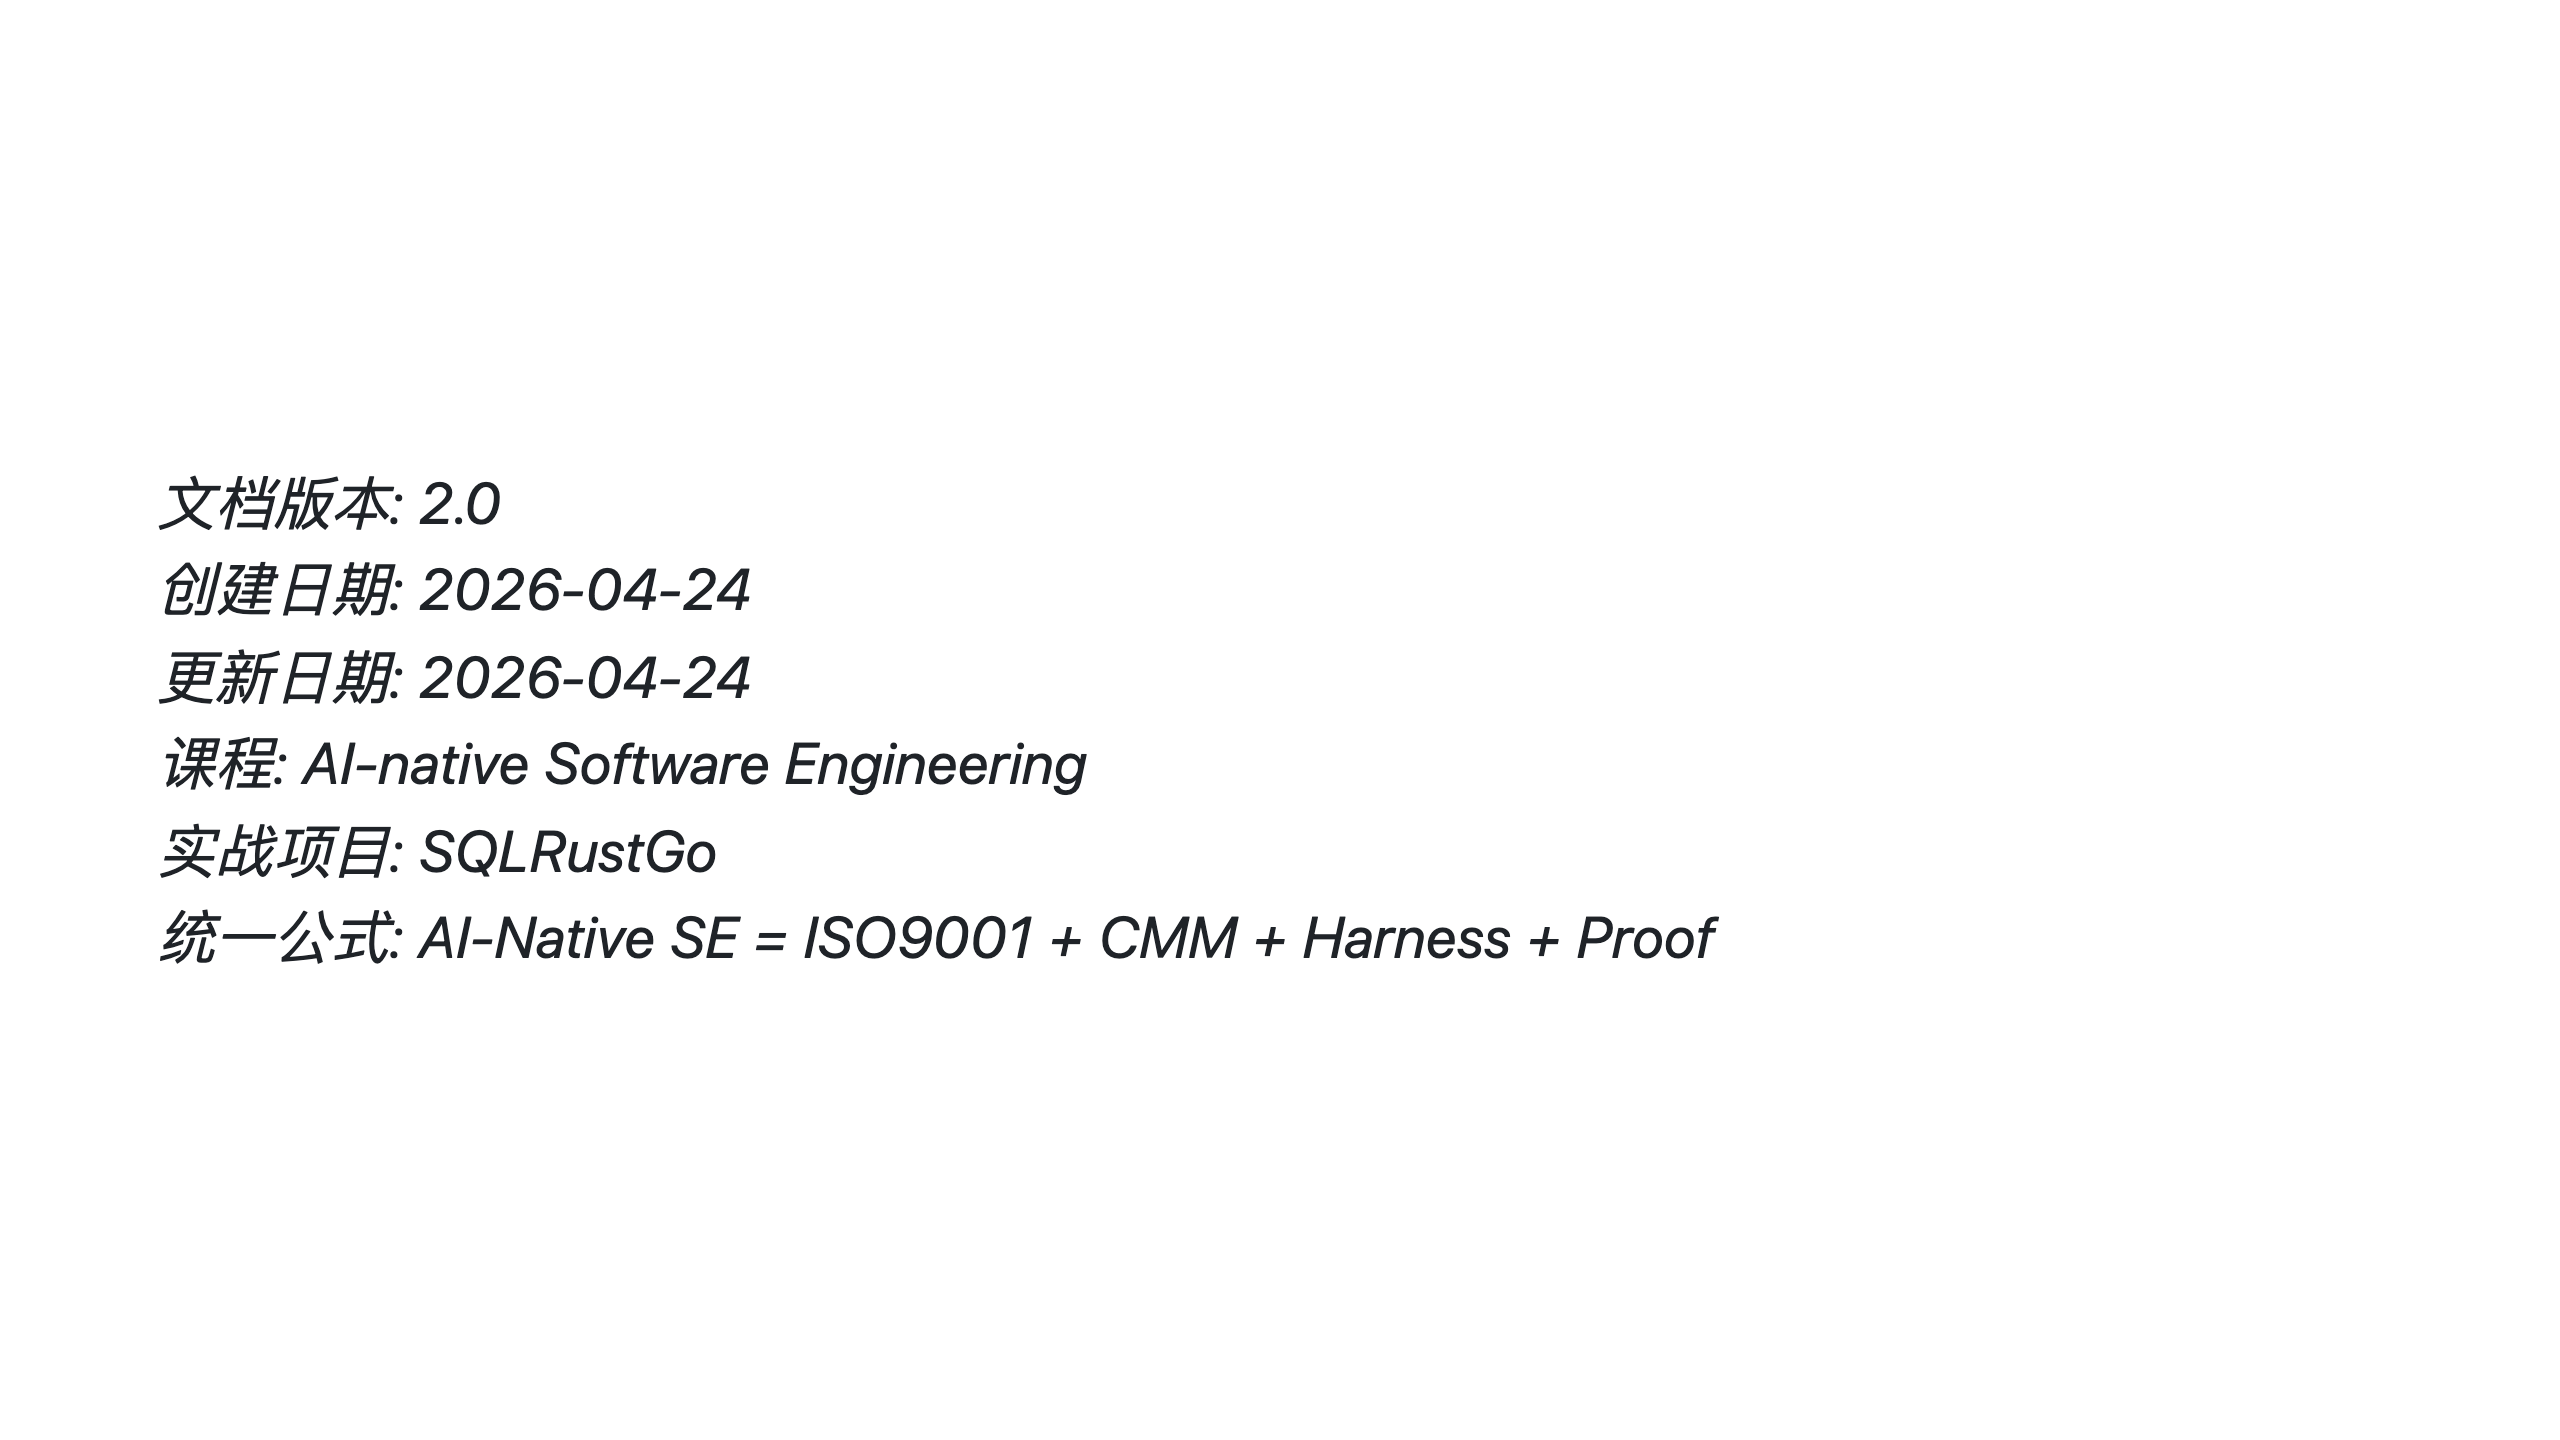 文档版本: 2.0
创建日期: 2026-04-24
更新日期: 2026-04-24
课程: AI-native Software Engineering
实战项目: SQLRustGo
统一公式: AI-Native SE = ISO9001 + CMM + Harness + Proof